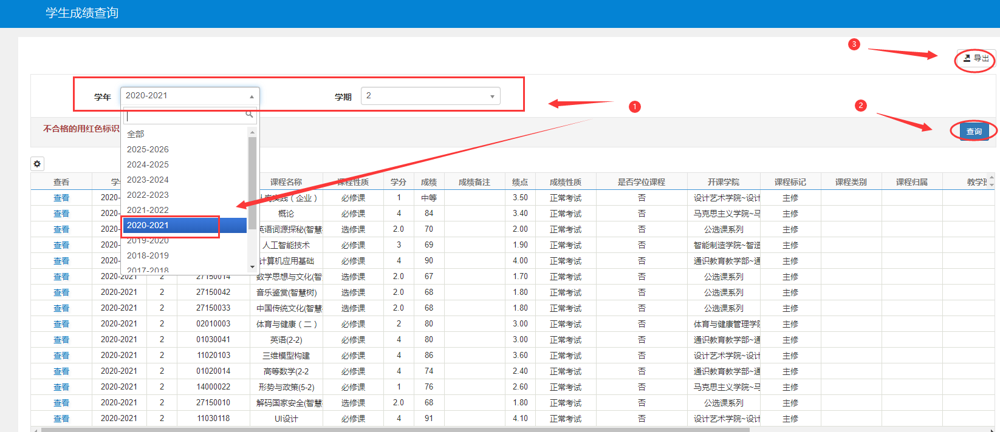 学生成绩查询
3
导出
学年 2020-2021 学期 2
1
2
不合格的用红色标识
查询
全部
2025-2026
2024-2025
2023-2024
2022-2023
2021-2022
2020-2021
2019-2020
2018-2019
2017-2018
查看 课程名称 课程性质 学分 成绩 成绩备注 绩点 成绩性质 是否学位课程 开课学院 课程标记 课程类别 课程归属 教学
查看 2020- 实践（企业） 必修课 1 中等 3.50 正常考试 否 设计艺术学院~设计 主修
查看 2020- 概论 必修课 4 84 3.40 正常考试 否 马克思主义学院~马 主修
查看 2020- 英语词源探秘(智慧 选修课 2.0 70 2.00 正常考试 否 公选课系列 主修
查看 2020- 人工智能技术 必修课 3 69 1.90 正常考试 否 智能制造学院~智造 主修
查看 2020- 计算机应用基础 必修课 4 90 4.00 正常考试 否 通识教育教学部~通 主修
查看 2020-2021 2 27150014 数学思想与文化(智 选修课 2.0 67 1.70 正常考试 否 公选课系列 主修
查看 2020-2021 2 27150042 音乐鉴赏(智慧树) 选修课 2.0 68 1.80 正常考试 否 公选课系列 主修
查看 2020-2021 2 27150033 中国传统文化(智慧 选修课 2.0 68 1.80 正常考试 否 公选课系列 主修
查看 2020-2021 2 02010003 体育与健康（二） 必修课 2 80 3.00 正常考试 否 体育与健康管理学院 主修
查看 2020-2021 2 01030041 英语(2-2) 必修课 4 80 3.00 正常考试 否 通识教育教学部~通 主修
查看 2020-2021 2 11020103 三维模型构建 必修课 4 86 3.60 正常考试 否 设计艺术学院~设计 主修
查看 2020-2021 2 01020014 高等数学(2-2 必修课 4 74 2.40 正常考试 否 通识教育教学部~通 主修
查看 2020-2021 2 14000022 形势与政策(5-2) 必修课 1 76 2.60 正常考试 否 马克思主义学院~马 主修
查看 2020-2021 2 27150010 解码国家安全(智慧 选修课 2.0 68 1.80 正常考试 否 公选课系列 主修
查看 2020-2021 2 11030118 UI设计 必修课 4 91 4.10 正常考试 否 设计艺术学院~设计 主修